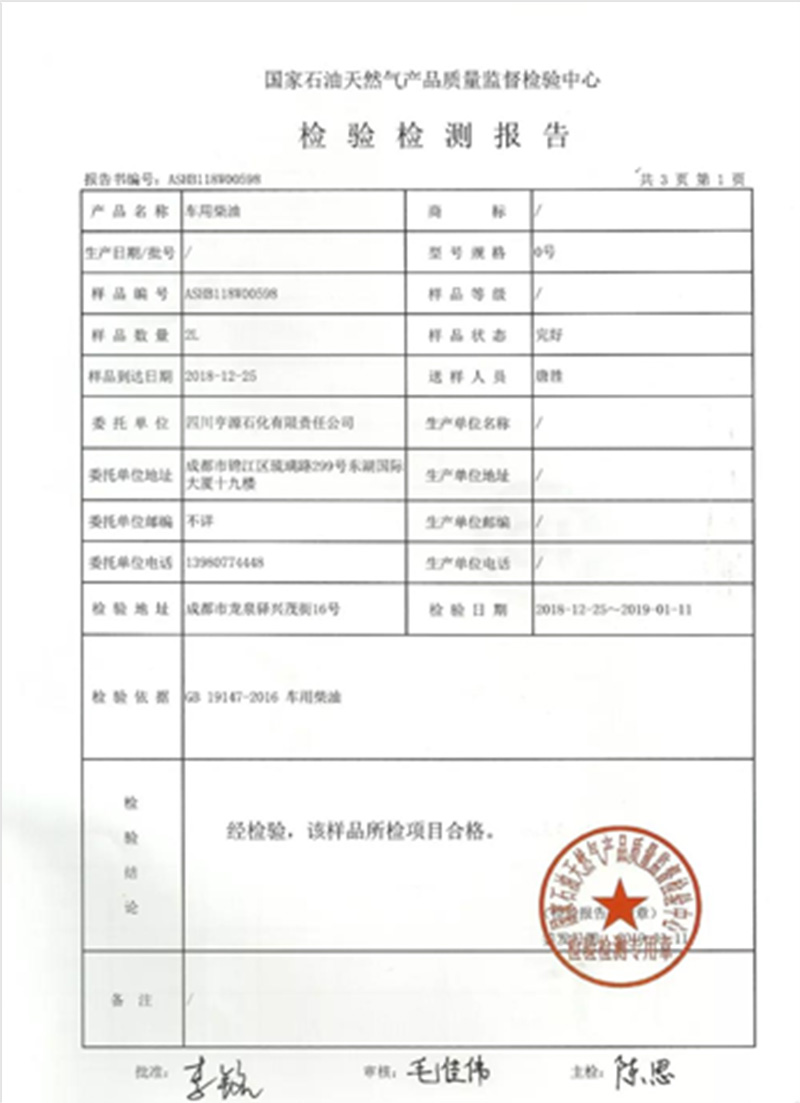 国家石油天然气产品质量监督检验中心
检验检测报告
报告书编号：ASHB118W00598 共 3 页 第 1 页
产品名称 车用柴油 商标 /
生产日期/批号 / 型号规格 0号
样品编号 ASHB118W00598 样品等级 /
样品数量 2L 样品状态 完好
样品到达日期 2018-12-25 送样人员 唐胜
委托单位 四川亨源石化有限责任公司 生产单位名称 /
委托单位地址 成都市锦江区琉璃路299号东湖国际
大厦十九楼 生产单位地址 /
委托单位邮编 不详 生产单位邮编 /
委托单位电话 13980774448 生产单位电话 /
检验地址 成都市龙泉驿兴茂街16号 检验日期 2018-12-25～2019-01-11
检验依据 GB 19147-2016 车用柴油
检验结论
经检验，该样品所检项目合格。
国家石油天然气产品质量监督检验中心
（检验报告 章）
2019-01-11
检验检测专用章
备注 /
批准： 李敏 审核： 毛佳伟 主检： 陈思